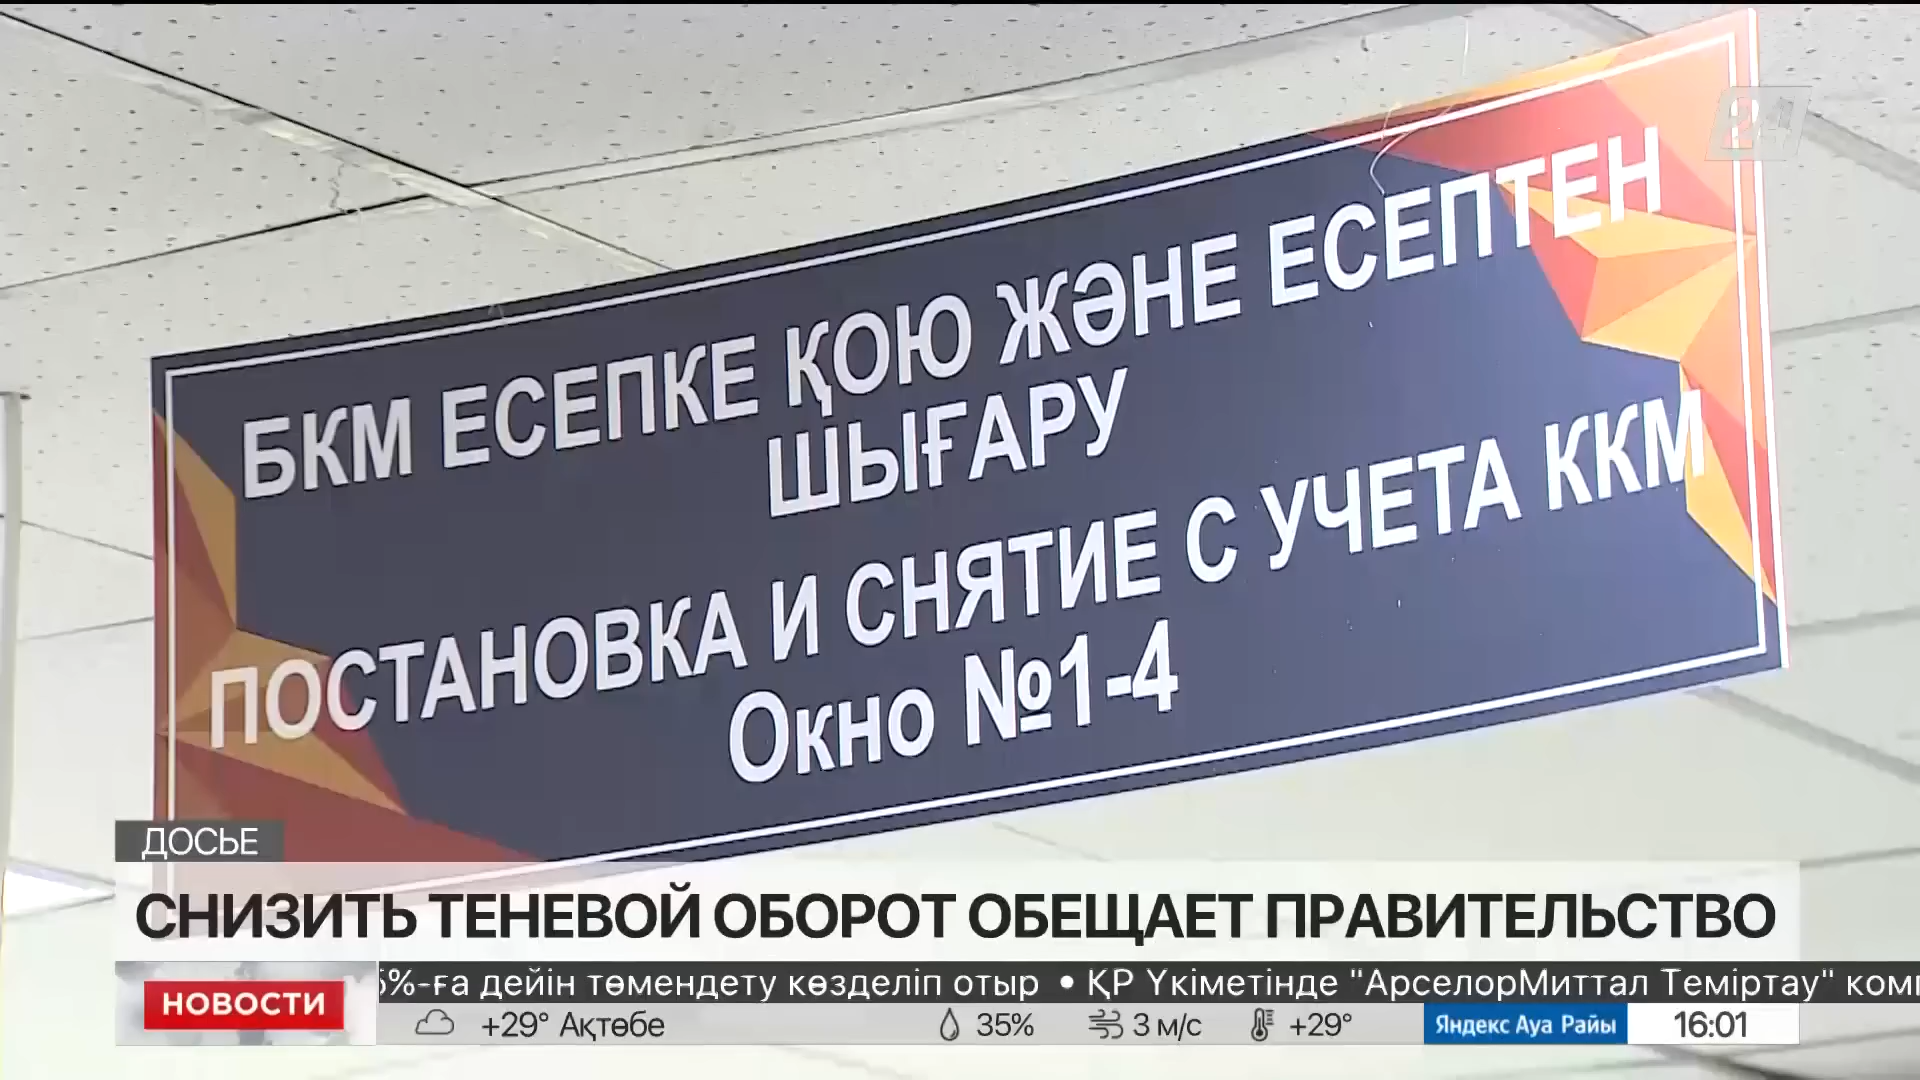 24
БКМ ЕСЕПКЕ ҚОЮ ЖӘНЕ ЕСЕПТЕН
ШЫҒАРУ
ПОСТАНОВКА И СНЯТИЕ С УЧЕТА ККМ
Окно №1-4
ДОСЬЕ
СНИЗИТЬ ТЕНЕВОЙ ОБОРОТ ОБЕЩАЕТ ПРАВИТЕЛЬСТВО
НОВОСТИ
5%-ға дейін төмендету көзделіп отыр • ҚР Үкіметінде "АрселорМиттал Теміртау"
+29° Ақтөбе 35% 3 м/с +29° Яндекс Ауа Райы 16:01